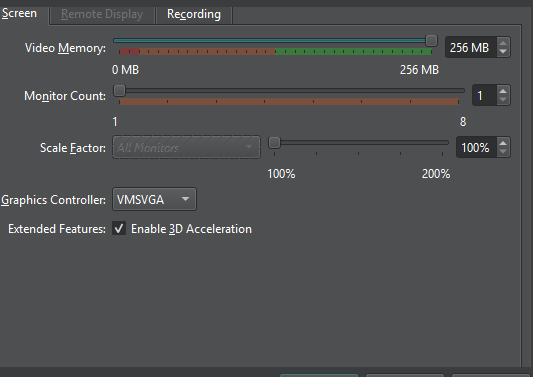 Screen Remote Display Recording
Video Memory: 256 MB
0 MB 256 MB
Monitor Count: 1
1 8
Scale Factor: All Monitors 100%
100% 200%
Graphics Controller: VMSVGA
Extended Features: Enable 3D Acceleration